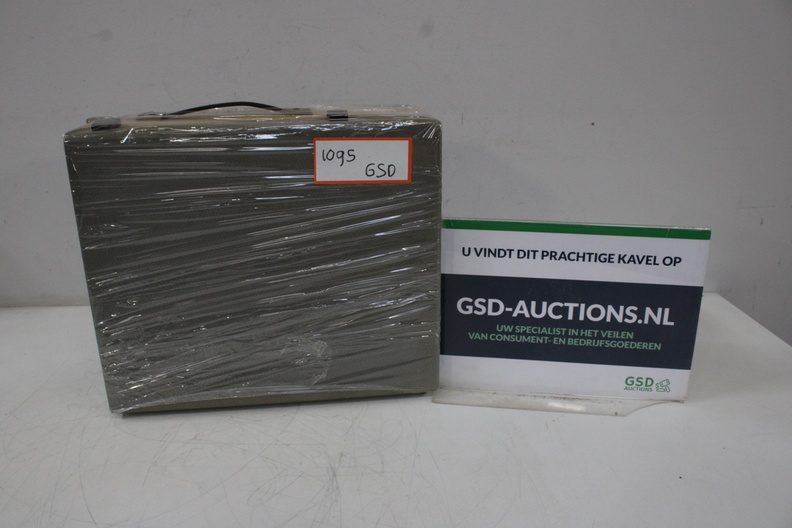 1095
GSD
U VINDT DIT PRACHTIGE KAVEL OP
GSD-AUCTIONS.NL
UW SPECIALIST IN HET VEILEN
VAN CONSUMENT- EN BEDRIJFSGOEDEREN
GSD
AUCTIONS